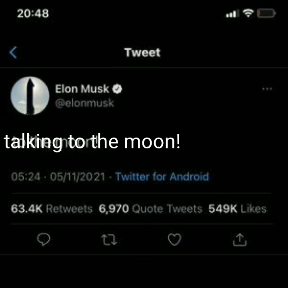 20:48
Tweet
Elon Musk
@elonmusk
talking to the moon!
05:24 · 05/11/2021 · Twitter for Android
63.4K Retweets 6,970 Quote Tweets 549K Likes